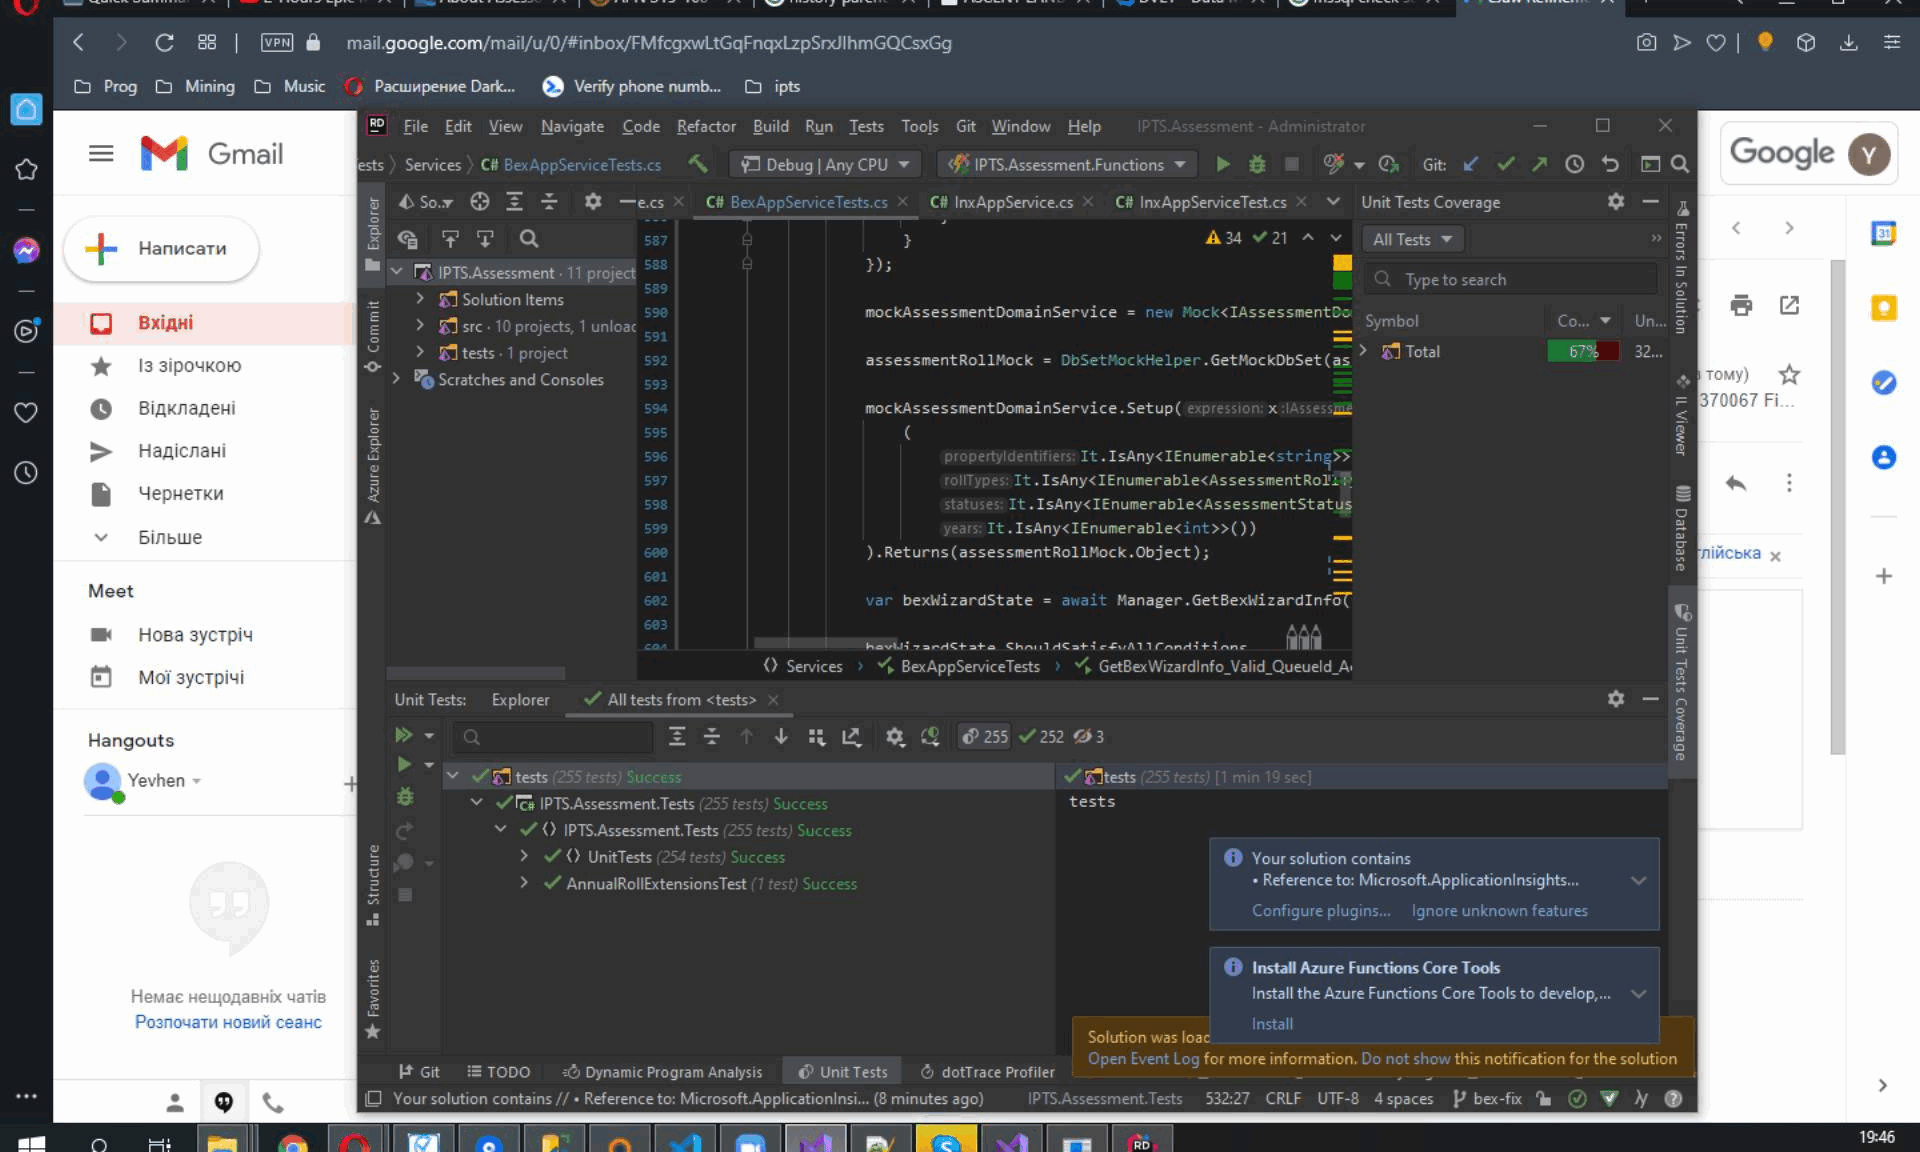 Quick Summa
mail.google.com/mail/u/0/#inbox/FMfcgxwLtGqFnqxLzpSrxJlhmGQCsxGg
VPN
Prog
Mining
Music
Расширение Dark...
Verify phone numb...
ipts
Gmail
Написати
Вхідні
Із зірочкою
Відкладені
Надіслані
Чернетки
Більше
Meet
Нова зустріч
Мої зустрічі
Hangouts
Yevhen
Немає нещодавніх чатів
Розпочати новий сеанс
RD File Edit View Navigate Code Refactor Build Run Tests Tools Git Window Help IPTS.Assessment - Administrator
ests Services C# BexAppServiceTests.cs Debug | Any CPU IPTS.Assessment.Functions Git:
So..
e.cs C# BexAppServiceTests.cs C# InxAppService.cs C# InxAppServiceTest.cs
Explorer
Commit
Azure Explorer
Structure
Favorites
IPTS.Assessment · 11 project
Solution Items
src · 10 projects, 1 unloac
tests · 1 project
Scratches and Consoles
34 21
587 }
588 });
589
590 mockAssessmentDomainService = new Mock<IAssessmentDo
591
592 assessmentRollMock = DbSetMockHelper.GetMockDbSet(as
593
594 mockAssessmentDomainService.Setup( expression: x :IAssessme
595 (
596 propertyIdentifiers: It.IsAny<IEnumerable<string>>
597 rollTypes: It.IsAny<IEnumerable<AssessmentRoll
598 statuses: It.IsAny<IEnumerable<AssessmentStatus
599 years: It.IsAny<IEnumerable<int>>())
600 ).Returns(assessmentRollMock.Object);
601
602 var bexWizardState = await Manager.GetBexWizardInfo(
603
604 bexWizardState.ShouldSatisfyAllConditions
Services BexAppServiceTests GetBexWizardInfo_Valid_QueueId_A
Unit Tests Coverage
All Tests
Type to search
Symbol Co... Un...
Total 67% 32...
Errors In Solution
IL Viewer
Database
Unit Tests Coverage
Unit Tests: Explorer All tests from <tests>
255 252 3
tests (255 tests) Success
IPTS.Assessment.Tests (255 tests) Success
IPTS.Assessment.Tests (255 tests) Success
UnitTests (254 tests) Success
AnnualRollExtensionsTest (1 test) Success
tests (255 tests) [1 min 19 sec]
tests
Your solution contains
• Reference to: Microsoft.ApplicationInsights...
Configure plugins... Ignore unknown features
Install Azure Functions Core Tools
Install the Azure Functions Core Tools to develop,...
Install
Solution was load
Open Event Log for more information. Do not show this notification for the solution
Git TODO Dynamic Program Analysis Unit Tests dotTrace Profiler
Your solution contains // • Reference to: Microsoft.ApplicationInsi... (8 minutes ago) IPTS.Assessment.Tests 532:27 CRLF UTF-8 4 spaces bex-fix
Google Y
31
тому)
370067 Fi...
глійська
RD
19:46